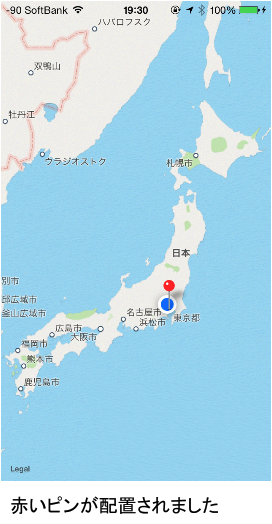 -90 SoftBank 19:30 100%
ハバロフスク
双鴨山
牡丹江
ウラジオストク
札幌市
日本
別市
邱広域市
釜山広域市
名古屋市
東京都
浜松市
広島市
大阪市
福岡市
熊本市
鹿児島市
Legal
赤いピンが配置されました